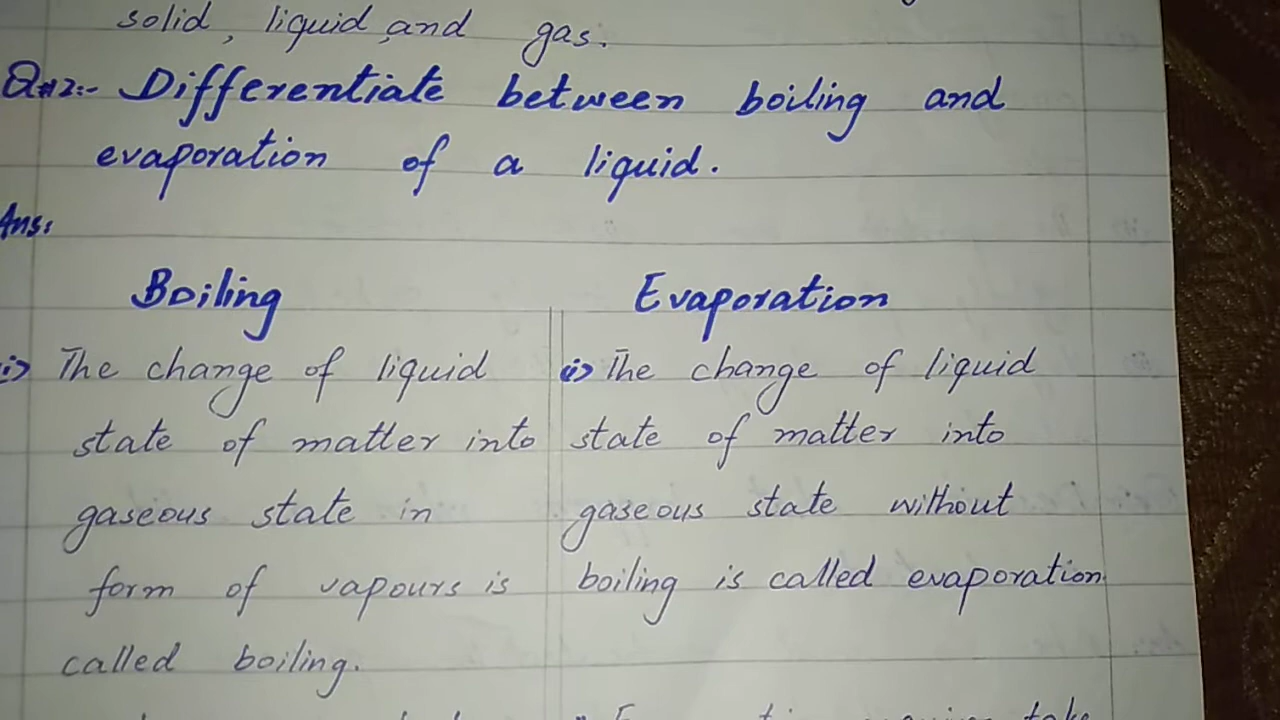 solid, liquid and gas.
Q#2:- Differentiate between boiling and
evaporation of a liquid.
Ans:
Boiling
i) The change of liquid
state of matter into
gaseous state in
form of vapours is
called boiling.
Evaporation
i) The change of liquid
state of matter into
gaseous state without
boiling is called evaporation